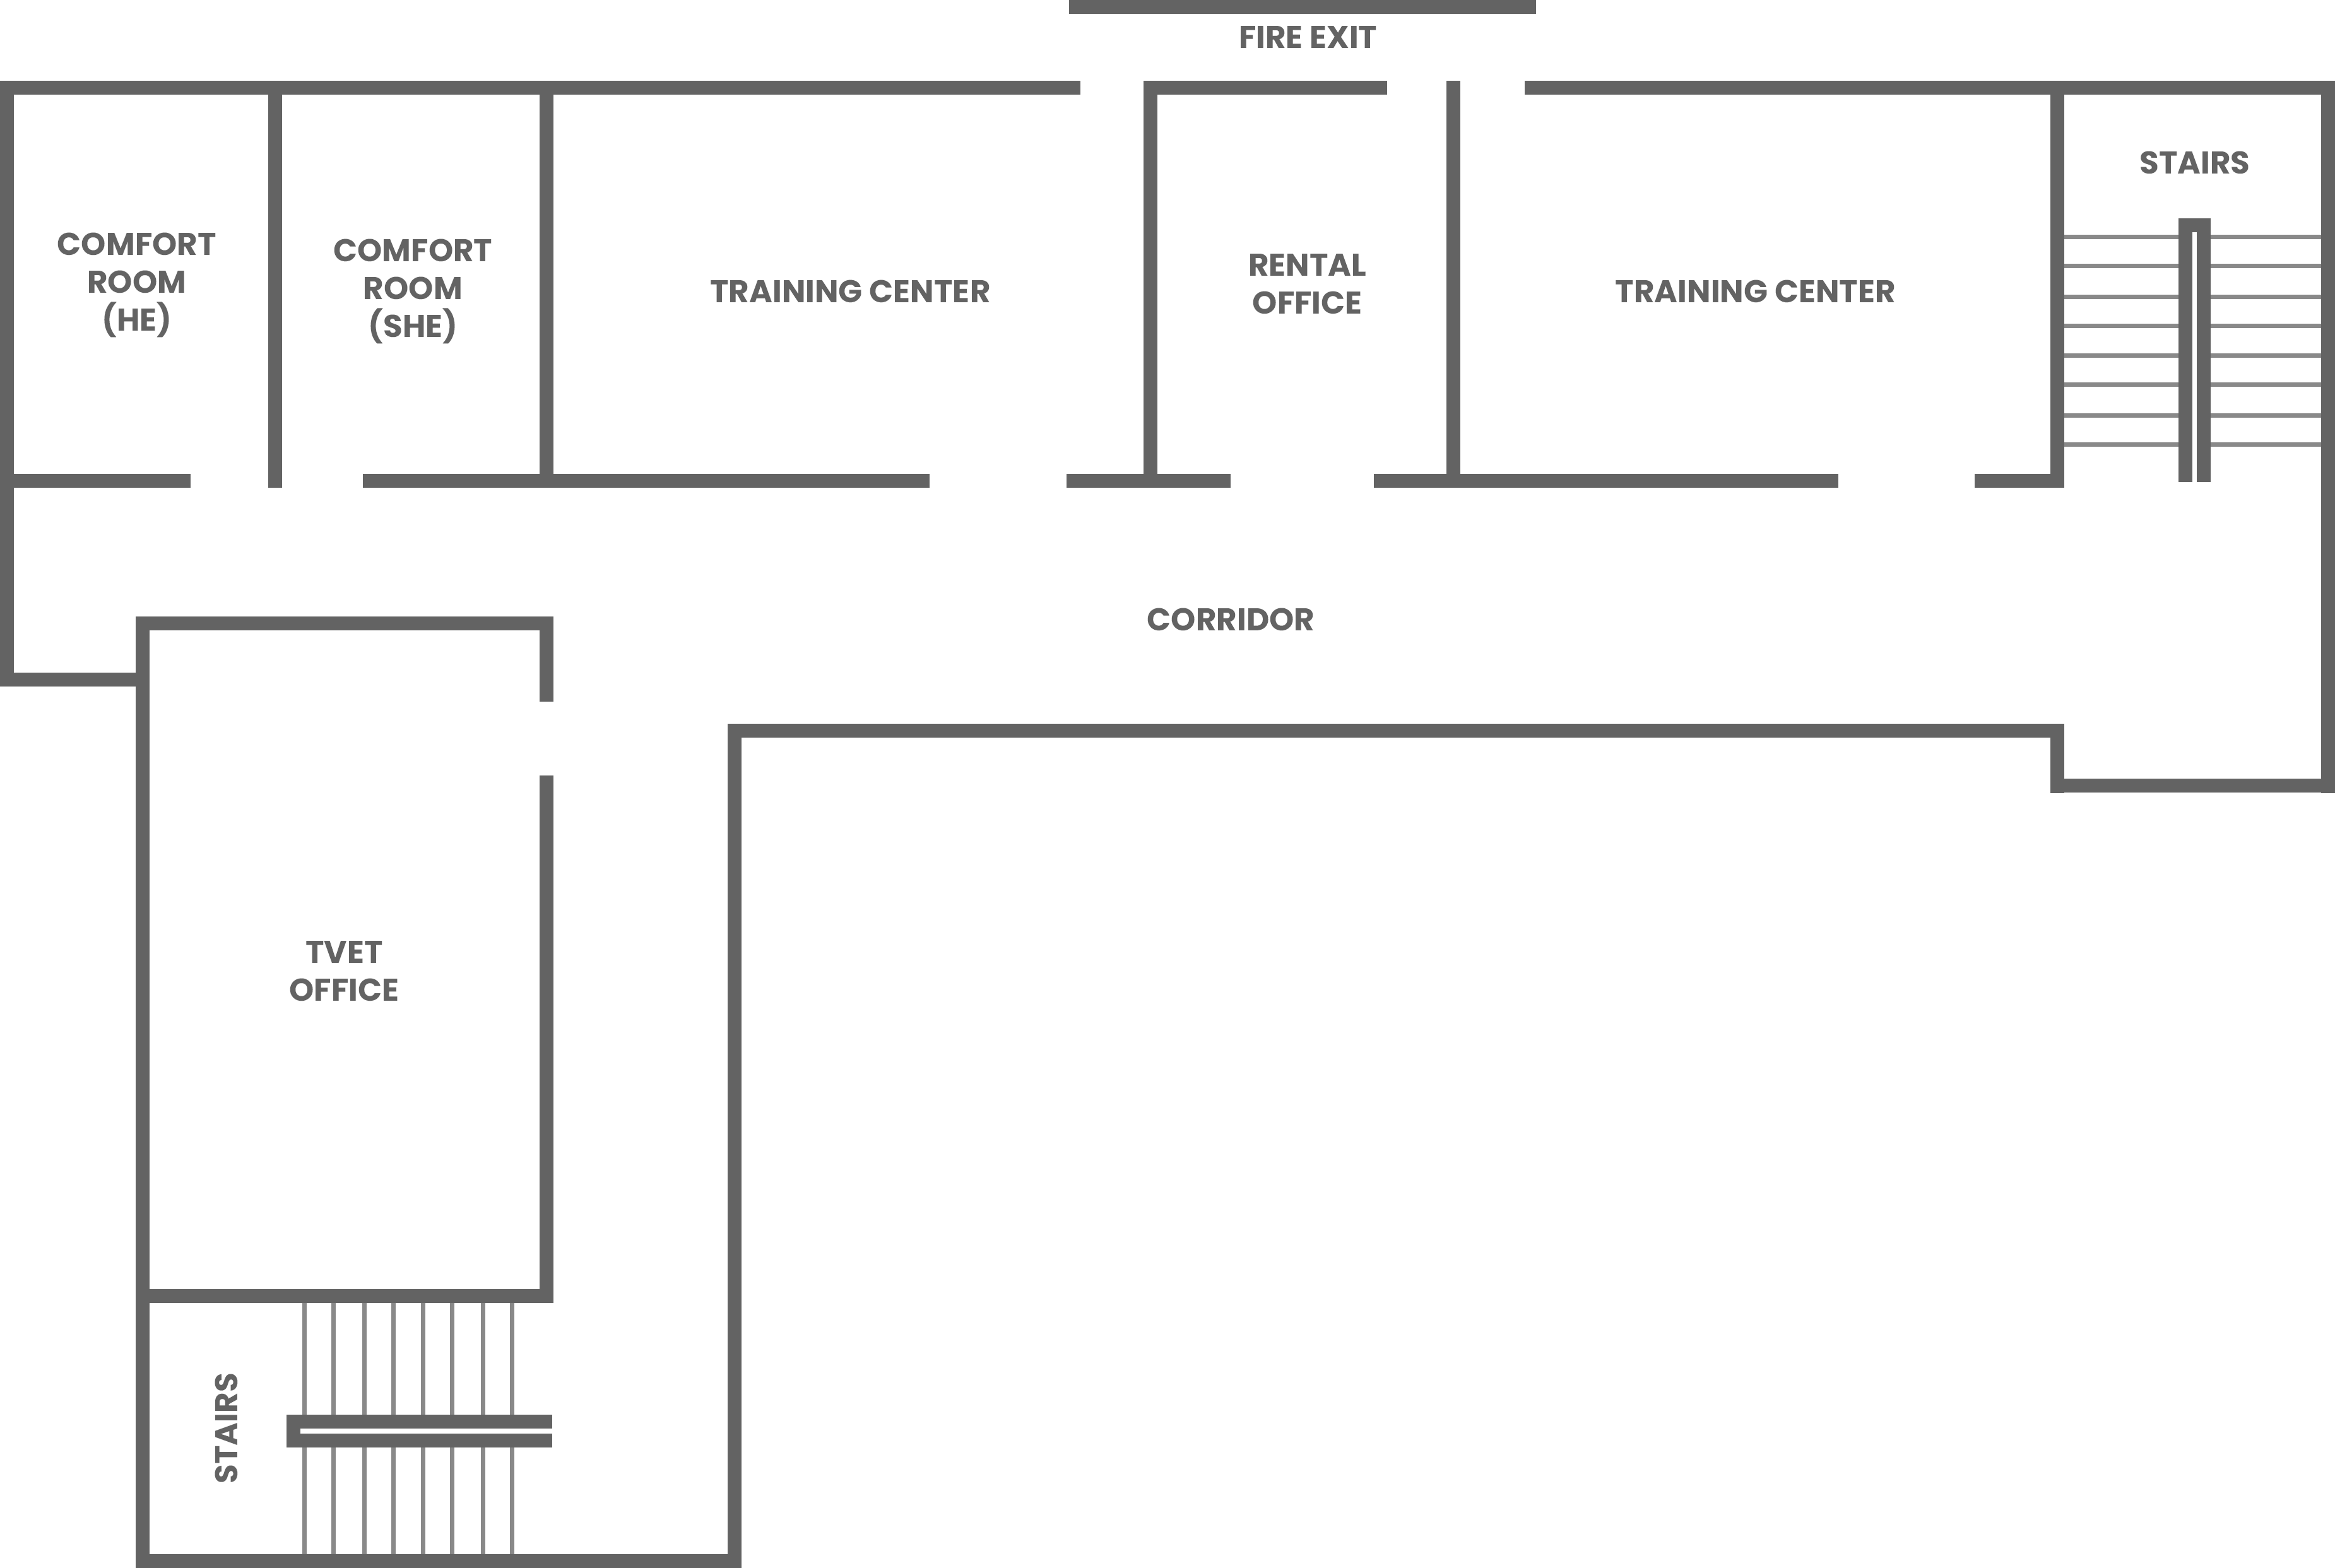 FIRE EXIT
STAIRS
COMFORT
ROOM
(HE)
COMFORT
ROOM
(SHE)
TRAINING CENTER
RENTAL
OFFICE
TRAINING CENTER
CORRIDOR
TVET
OFFICE
STAIRS